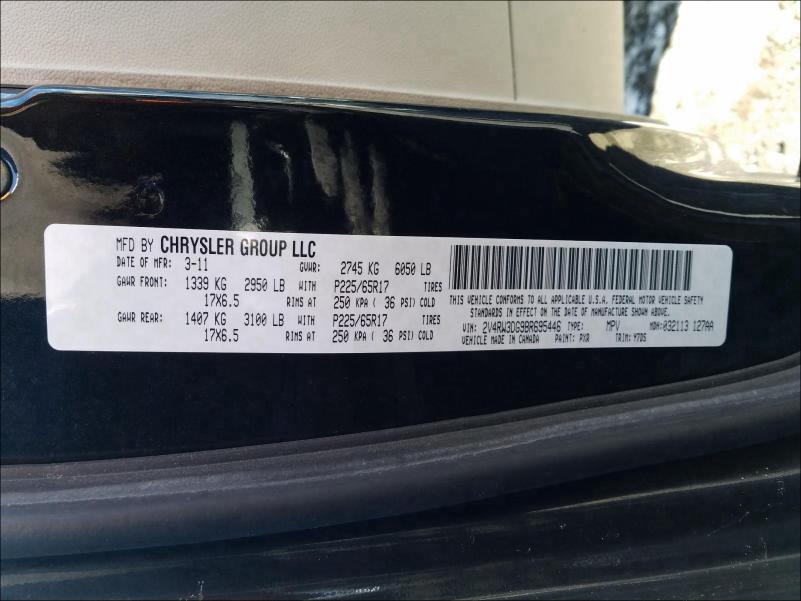 MFD BY CHRYSLER GROUP LLC
DATE OF MFR: 3-11 GVWR: 2745 KG 6050 LB
GAWR FRONT: 1339 KG 2950 LB WITH P225/65R17 TIRES
17X6.5 RIMS AT 250 KPA ( 36 PSI) COLD
GAWR REAR: 1407 KG 3100 LB WITH P225/65R17 TIRES
17X6.5 RIMS AT 250 KPA ( 36 PSI) COLD
THIS VEHICLE CONFORMS TO ALL APPLICABLE U.S.A. FEDERAL MOTOR VEHICLE SAFETY
STANDARDS IN EFFECT ON THE DATE OF MANUFACTURE SHOWN ABOVE.
VIN: 2V4RW3DG9BR695446 TYPE: MPV MDH: 032113 127AA
VEHICLE MADE IN CANADA PAINT: PXR TRIM: Y7DS